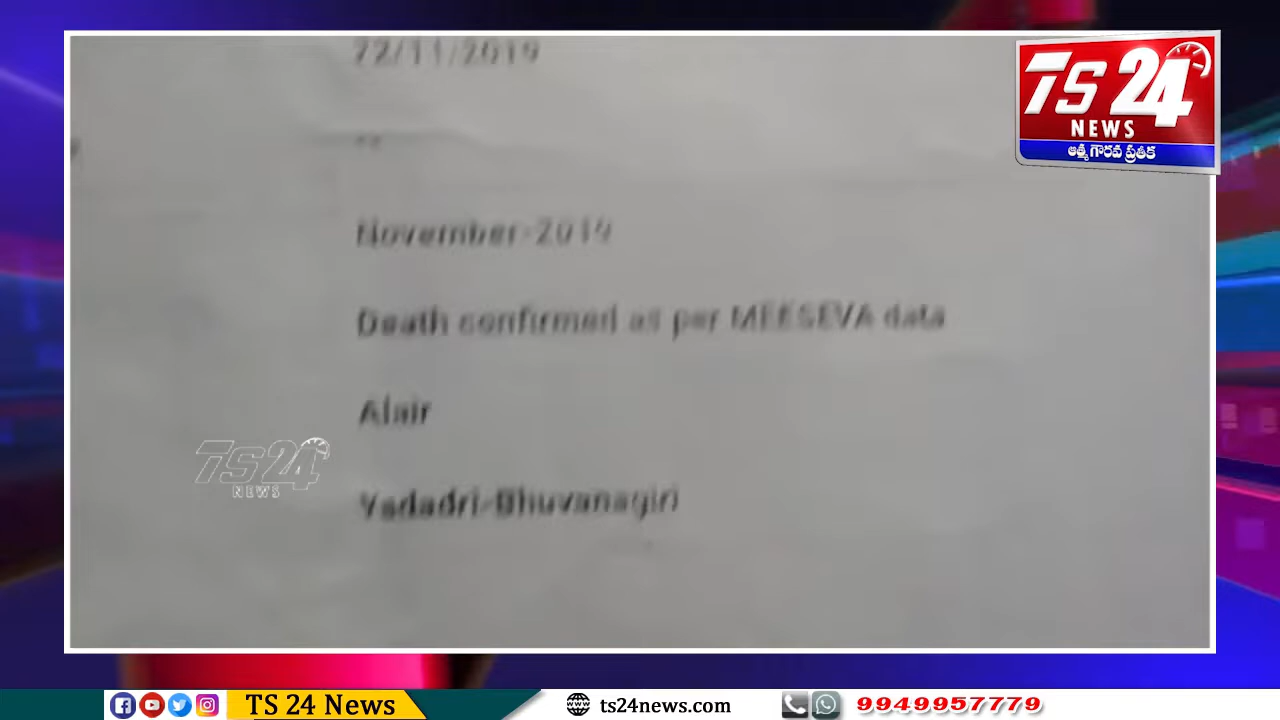 22/11/2019
--
November-2019
Death confirmed as per MEESEVA data
Alair
Yadadri-Bhuvanagiri
TS 24
NEWS
ఆత్మగౌరవ ప్రతీక
TS 24
NEWS
TS 24 News
ts24news.com
9949957779